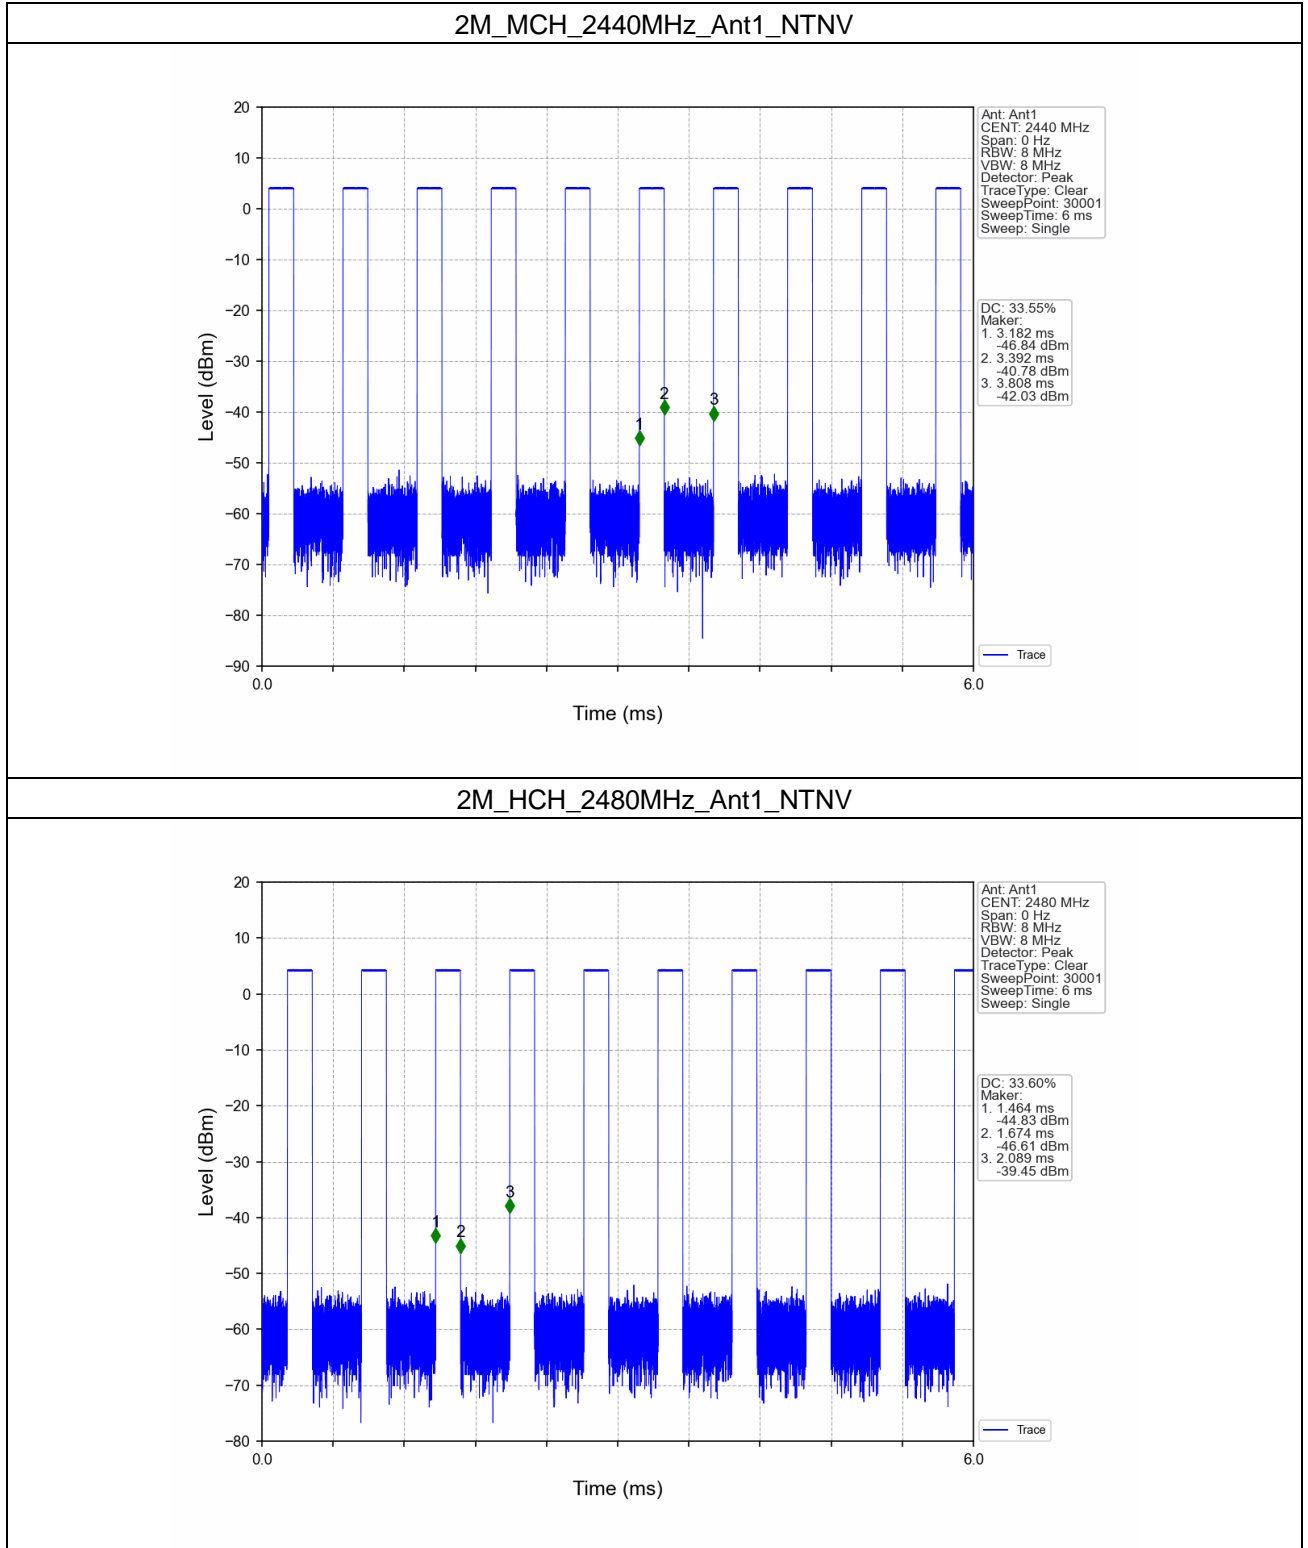 2M_MCH_2440MHz_Ant1_NTNV
20
10
0
−10
−20
−30
−40
−50
−60
−70
−80
−90
Level (dBm)
1
2
3
0.0
6.0
Time (ms)
Ant: Ant1
CENT: 2440 MHz
Span: 0 Hz
RBW: 8 MHz
VBW: 8 MHz
Detector: Peak
TraceType: Clear
SweepPoint: 30001
SweepTime: 6 ms
Sweep: Single
DC: 33.55%
Maker:
1. 3.182 ms
-46.84 dBm
2. 3.392 ms
-40.78 dBm
3. 3.808 ms
-42.03 dBm
Trace
2M_HCH_2480MHz_Ant1_NTNV
20
10
0
−10
−20
−30
−40
−50
−60
−70
−80
Level (dBm)
1
2
3
0.0
6.0
Time (ms)
Ant: Ant1
CENT: 2480 MHz
Span: 0 Hz
RBW: 8 MHz
VBW: 8 MHz
Detector: Peak
TraceType: Clear
SweepPoint: 30001
SweepTime: 6 ms
Sweep: Single
DC: 33.60%
Maker:
1. 1.464 ms
-44.83 dBm
2. 1.674 ms
-46.61 dBm
3. 2.089 ms
-39.45 dBm
Trace